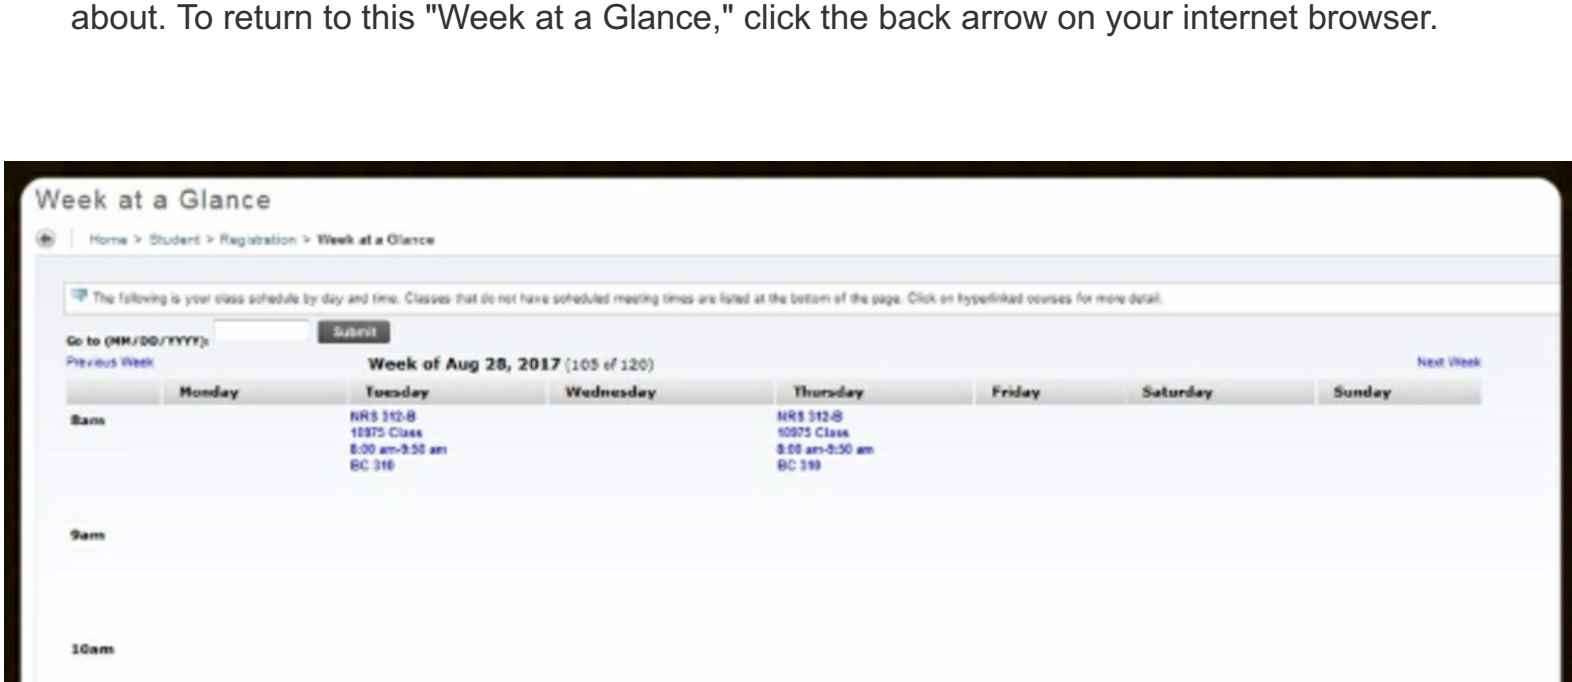 about. To return to this "Week at a Glance," click the back arrow on your internet browser.
Week at a Glance
Home > Student > Registration > Week at a Glance
The following is your class schedule by day and time. Classes that do not have scheduled meeting times are listed at the bottom of the page. Click on hyperlinked courses for more detail.
Go to (MM/DD/YYYY): Submit
Previous Week Week of Aug 28, 2017 (105 of 120) Next Week
Monday Tuesday Wednesday Thursday Friday Saturday Sunday
8am NRS 312-B NRS 312-B
10975 Class 10975 Class
8:00 am-9:50 am 8:00 am-9:50 am
BC 310 BC 310
9am
10am